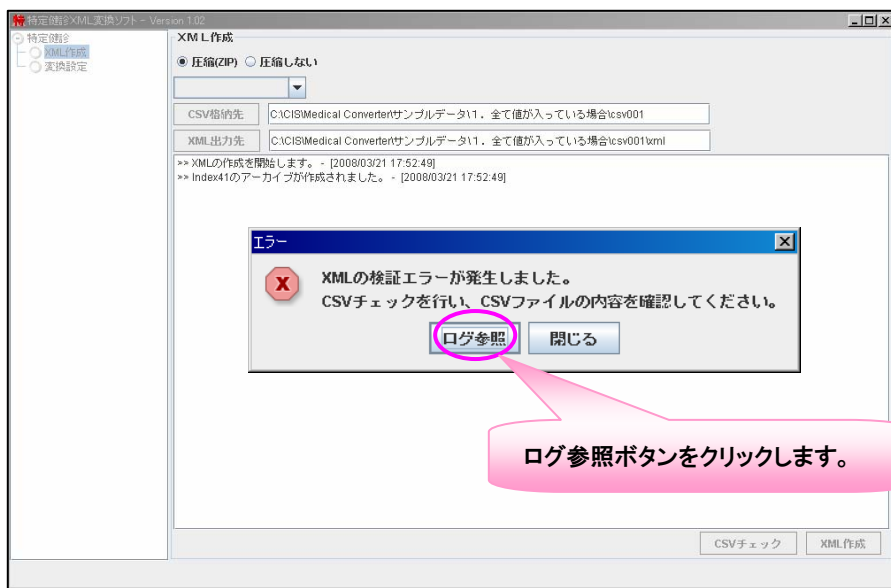 特定健診XML変換ソフト - Version 1.02
特定健診
XML作成
変換設定
XML作成
圧縮(ZIP) 圧縮しない
CSV格納先 C:\CIS\Medical Converter\サンプルデータ\1．全て値が入っている場合\csv001
XML出力先 C:\CIS\Medical Converter\サンプルデータ\1．全て値が入っている場合\csv001\xml
>> XMLの作成を開始します。 - [2008/03/21 17:52:49]
>> Index41のアーカイブが作成されました。 - [2008/03/21 17:52:49]
エラー
XMLの検証エラーが発生しました。
CSVチェックを行い、CSVファイルの内容を確認してください。
ログ参照 閉じる
ログ参照ボタンをクリックします。
CSVチェック XML作成